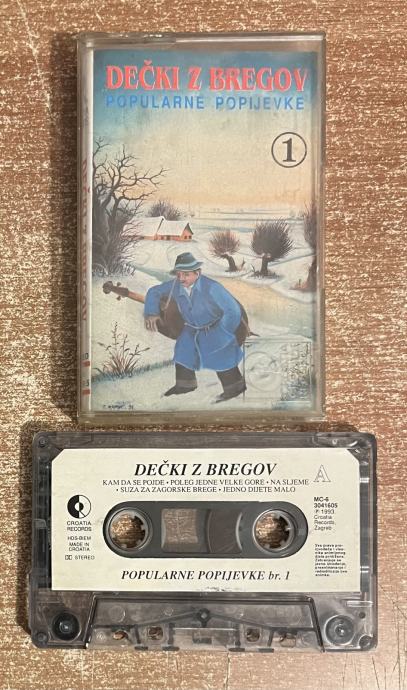 DEČKI Z BREGOV
POPULARNE POPIJEVKE
1
DEČKI Z BREGOV
KAM DA SE POJDE • POLEG JEDNE VELKE GORE • NA SLJEME
• SUZA ZA ZAGORSKE BREGE • JEDNO DIJETE MALO
A
CROATIA
RECORDS
HDS-BIEM
MADE IN
CROATIA
STEREO
MC-6
3041605
℗ 1993.
Croatia
Records,
Zagreb
POPULARNE POPIJEVKE br. 1